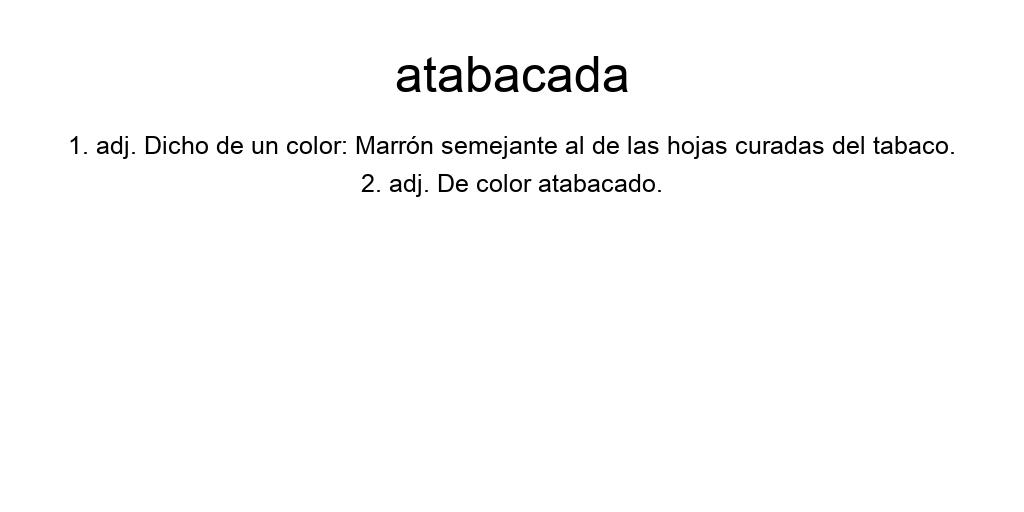 atabacada
1. adj. Dicho de un color: Marrón semejante al de las hojas curadas del tabaco.
2. adj. De color atabacado.